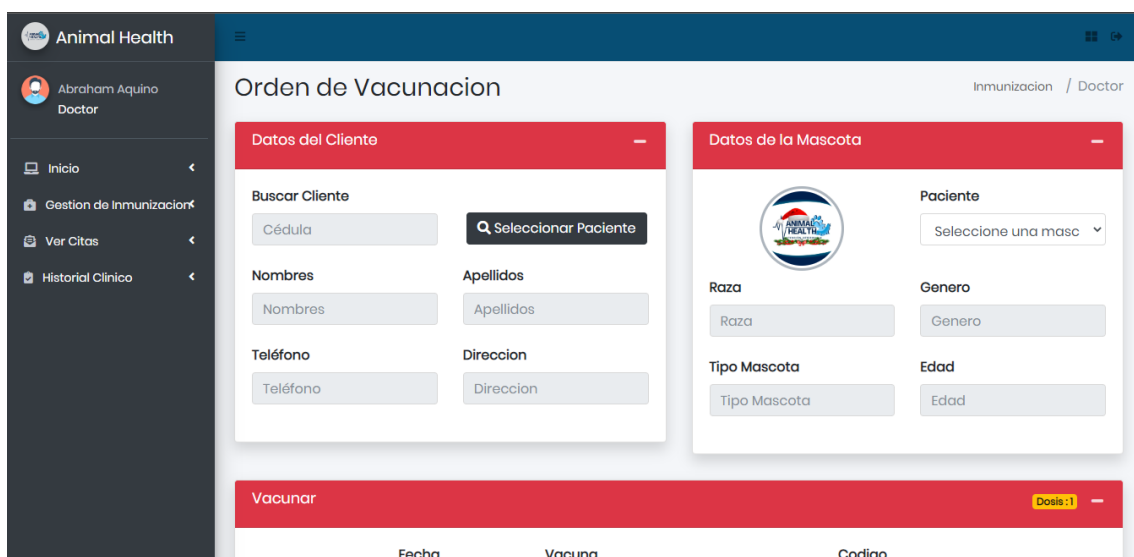 Animal Health
Abraham Aquino
Doctor
Inicio
Gestion de Inmunizacion
Ver Citas
Historial Clinico
Orden de Vacunacion
Inmunizacion / Doctor
Datos del Cliente
Buscar Cliente
Cédula
Seleccionar Paciente
Nombres
Apellidos
Nombres
Apellidos
Teléfono
Direccion
Teléfono
Direccion
Datos de la Mascota
ANIMAL
HEALTH
Paciente
Seleccione una masc
Raza
Genero
Raza
Genero
Tipo Mascota
Edad
Tipo Mascota
Edad
Vacunar
Dosis : 1
Fecha
Vacuna
Codigo